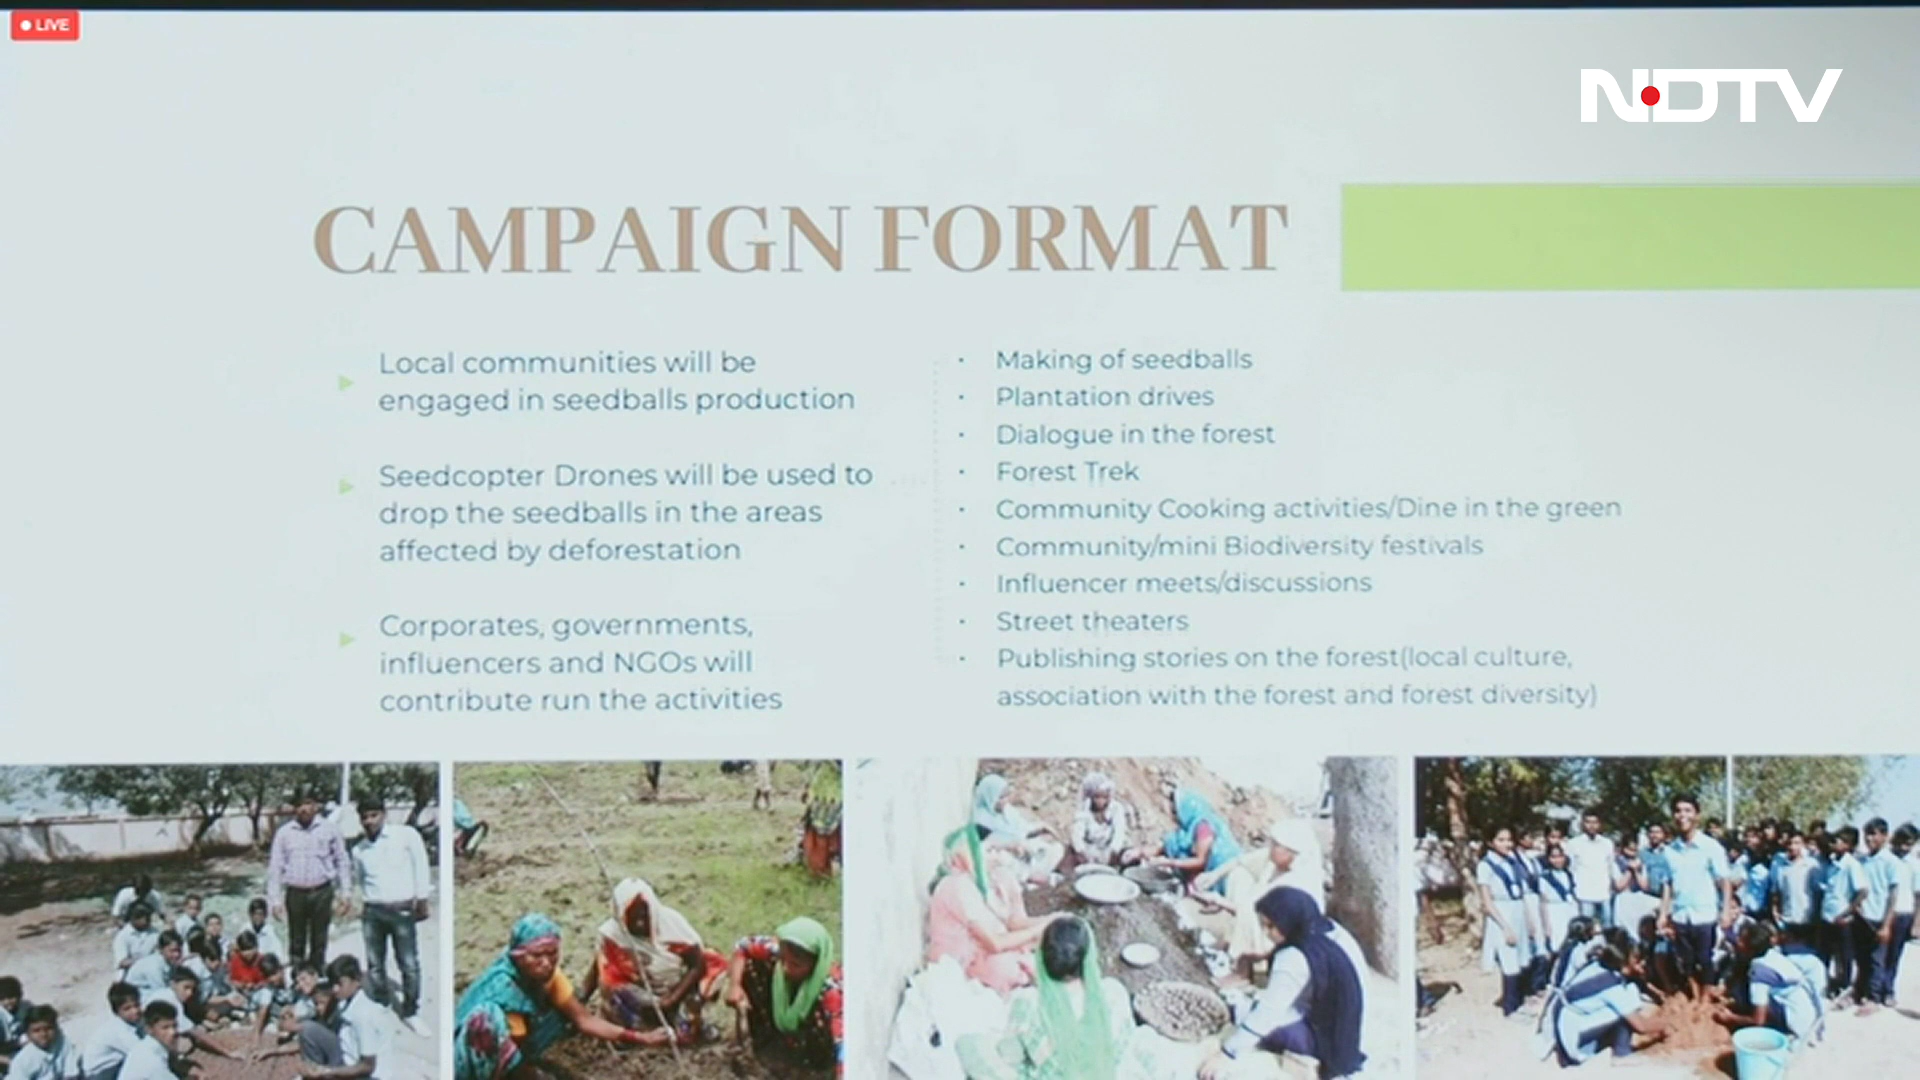 LIVE
NDTV
CAMPAIGN FORMAT
Local communities will be
engaged in seedballs production
Seedcopter Drones will be used to
drop the seedballs in the areas
affected by deforestation
Corporates, governments,
influencers and NGOs will
contribute run the activities
Making of seedballs
Plantation drives
Dialogue in the forest
Forest Trek
Community Cooking activities/Dine in the green
Community/mini Biodiversity festivals
Influencer meets/discussions
Street theaters
Publishing stories on the forest(local culture,
association with the forest and forest diversity)